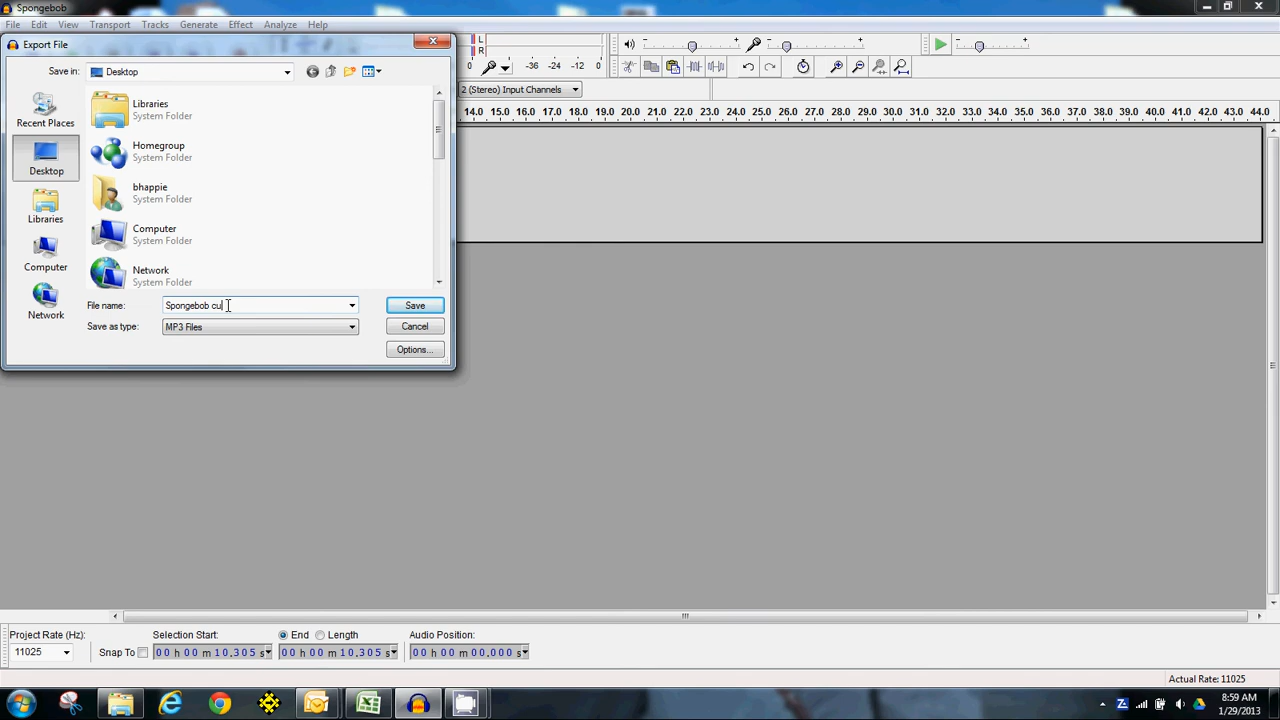 Spongebob
File Edit View Transport Tracks Generate Effect Analyze Help
Export File
Save in: Desktop
Recent Places
Desktop
Libraries
Computer
Network
Libraries
System Folder
Homegroup
System Folder
bhappie
System Folder
Computer
System Folder
Network
System Folder
File name: Spongebob cu
Save as type: MP3 Files
Save
Cancel
Options...
L
R
-36 -24 -12 0
- + - + - +
2 (Stereo) Input Channels
14.0 15.0 16.0 17.0 18.0 19.0 20.0 21.0 22.0 23.0 24.0 25.0 26.0 27.0 28.0 29.0 30.0 31.0 32.0 33.0 34.0 35.0 36.0 37.0 38.0 39.0 40.0 41.0 42.0 43.0 44.0
Project Rate (Hz): Selection Start: End Length Audio Position:
11025 Snap To 00 h 00 m 10.305 s 00 h 00 m 10.305 s 00 h 00 m 00.000 s
Actual Rate: 11025
8:59 AM
1/29/2013